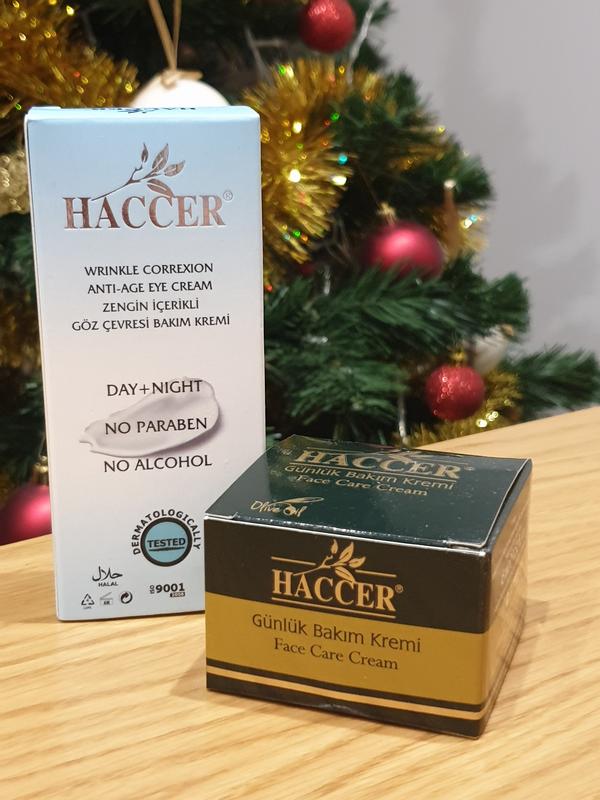 HACCER
HACCER®
WRINKLE CORREXION
ANTI-AGE EYE CREAM
ZENGİN İÇERİKLİ
GÖZ ÇEVRESİ BAKIM KREMİ
DAY+NIGHT
NO PARABEN
NO ALCOHOL
DERMATOLOGICALLY
TESTED
حلال
HALAL
ISO 9001
HACCER®
Günlük Bakım Kremi
Face Care Cream
Olive Oil
HACCER®
Günlük Bakım Kremi
Face Care Cream